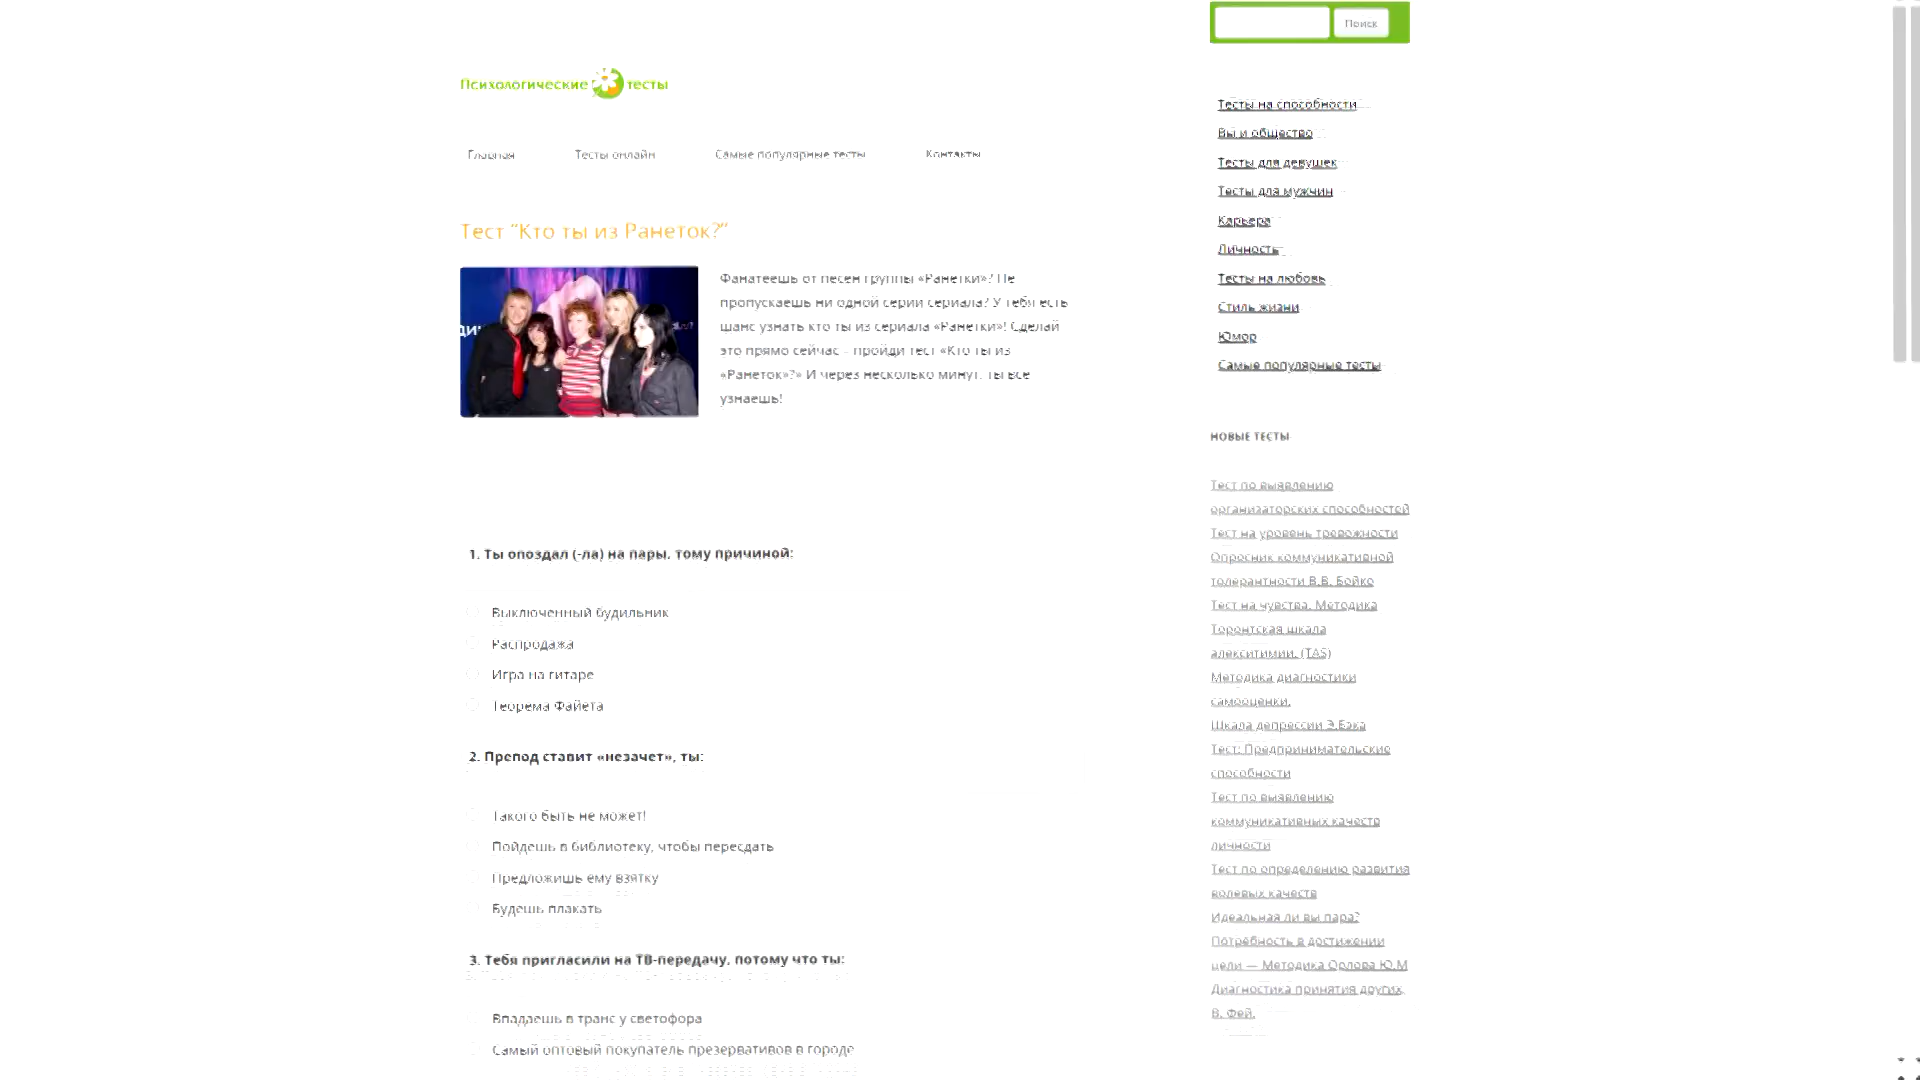 Поиск
Психологические тесты
Главная Тесты онлайн Самые популярные тесты Контакты
Тест “Кто ты из Ранеток?”
Фанатеешь от песен группы «Ранетки»? Не
пропускаешь ни одной серии сериала? У тебя есть
шанс узнать кто ты из сериала «Ранетки»! Сделай
это прямо сейчас – пройди тест «Кто ты из
«Ранеток»?» И через несколько минут, ты все
узнаешь!
1. Ты опоздал (-ла) на пары, тому причиной:
Выключенный будильник
Распродажа
Игра на гитаре
Теорема Файета
2. Препод ставит «незачет», ты:
Такого быть не может!
Пойдешь в библиотеку, чтобы пересдать
Предложишь ему взятку
Будешь плакать
3. Тебя пригласили на ТВ-передачу, потому что ты:
Впадаешь в транс у светофора
Самый оптовый покупатель презервативов в городе
Тесты на способности
Вы и общество
Тесты для девушек
Тесты для мужчин
Карьера
Личность
Тесты на любовь
Стиль жизни
Юмор
Самые популярные тесты
НОВЫЕ ТЕСТЫ
Тест по выявлению
организаторских способностей
Тест на уровень тревожности
Опросник коммуникативной
толерантности В.В. Бойко
Тест на чувства. Методика
Торонтская шкала
алекситимии. (TAS)
Методика диагностики
самооценки.
Шкала депрессии Э.Бэка
Тест: Предпринимательские
способности
Тест по выявлению
коммуникативных качеств
личности
Тест по определению развития
волевых качеств
Идеальная ли вы пара?
Потребность в достижении
цели — Методика Орлова Ю.М
Диагностика принятия других.
В. Фей.